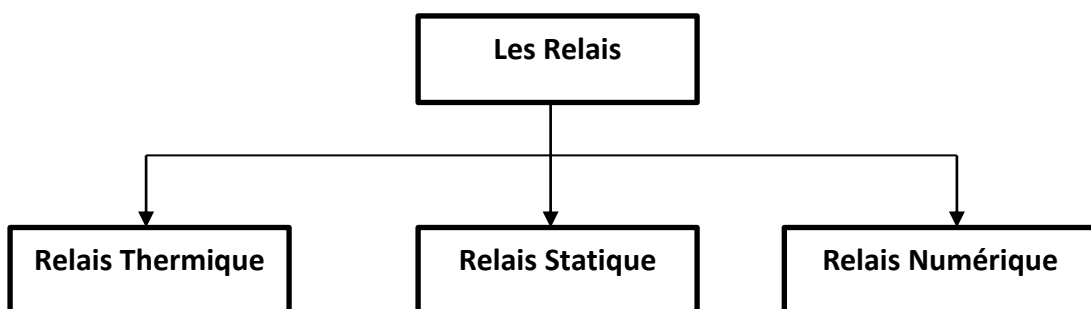 Les Relais
Relais Thermique
Relais Statique
Relais Numérique